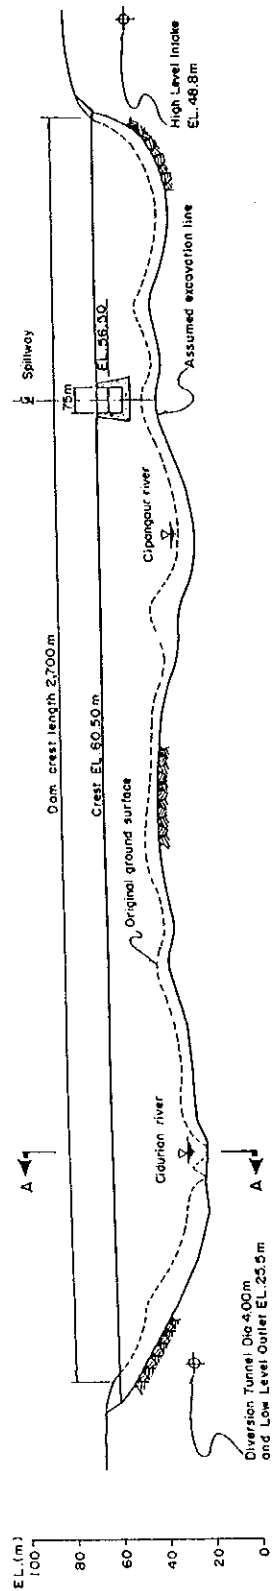 EL.(m)
100
80
60
40
20
0
Dam crest length 2,700m
Crest EL. 60.50 m
℄ Spillway
75m
EL. 56.50
A
A
Cidurian river
Original ground surface
Cipangaur river
Assumed excavation line
High Level Intake
EL. 48.8m
Diversion Tunnel Dia 4.00m
and Low Level Outlet EL. 25.5m